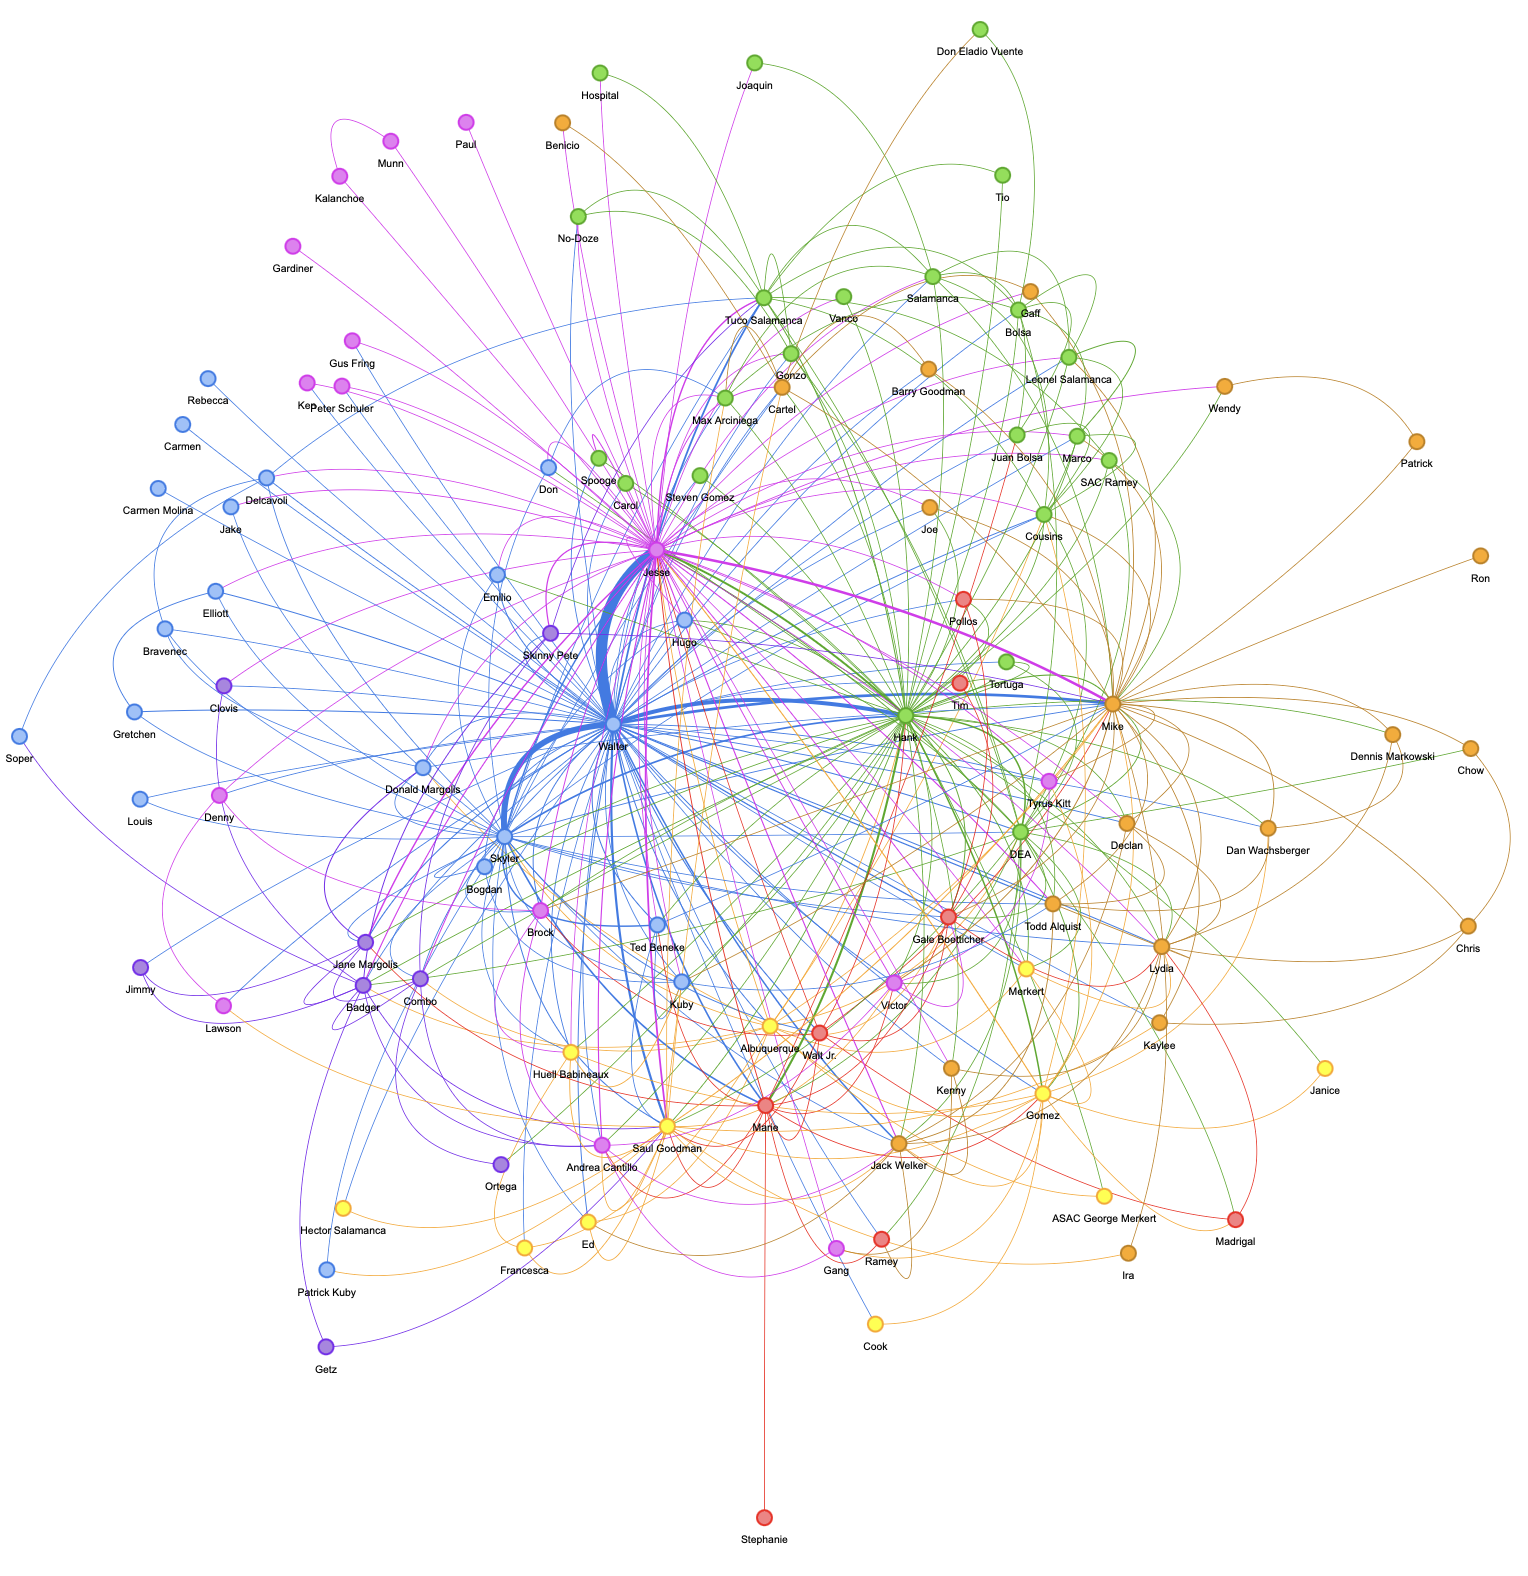 Don Eladio Vuente
Joaquin
Hospital
Paul
Benicio
Munn
Kalanchoe
Tio
No-Doze
Gardiner
Salamanca
Gaff
Tuco Salamanca
Vanco
Bolsa
Gus Fring
Gonzo
Leonel Salamanca
Barry Goodman
Rebecca
Ken
Peter Schuler
Cartel
Wendy
Max Arciniega
Carmen
Juan Bolsa
Marco
Patrick
Spooge
SAC Ramey
Don
Steven Gomez
Delcavoli
Carol
Carmen Molina
Jake
Joe
Cousins
Jesse
Ron
Emilio
Elliott
Pollos
Hugo
Bravenec
Skinny Pete
Tortuga
Clovis
Tim
Mike
Gretchen
Hank
Walter
Soper
Dennis Markowski
Chow
Donald Margolis
Tyrus Kitt
Denny
Louis
Declan
Dan Wachsberger
DEA
Skyler
Bogdan
Todd Alquist
Brock
Gale Boetticher
Ted Beneke
Chris
Jane Margolis
Lydia
Jimmy
Merkert
Combo
Kuby
Victor
Badger
Lawson
Kaylee
Albuquerque
Walt Jr.
Huell Babineaux
Kenny
Janice
Gomez
Marie
Saul Goodman
Jack Welker
Andrea Cantillo
Ortega
ASAC George Merkert
Hector Salamanca
Madrigal
Ed
Ramey
Francesca
Gang
Ira
Patrick Kuby
Cook
Getz
Stephanie